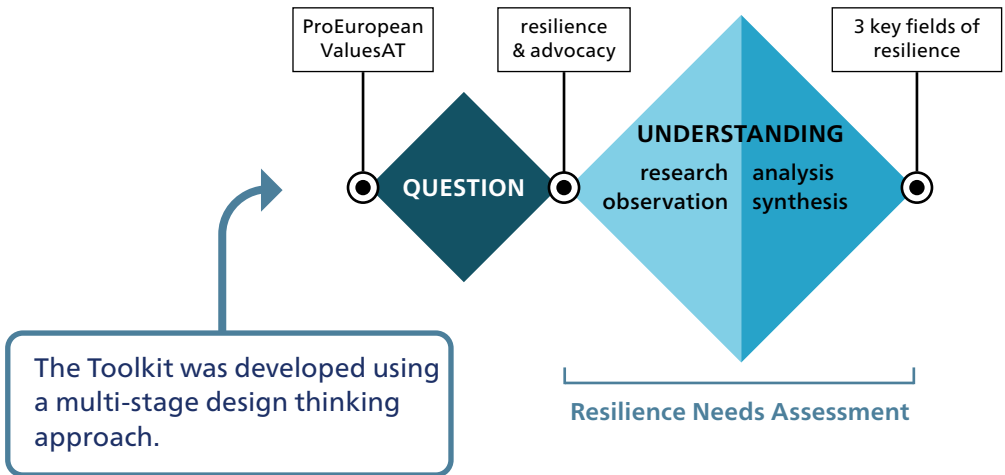 ProEuropean
ValuesAT
resilience
& advocacy
3 key fields of
resilience
QUESTION
UNDERSTANDING
research analysis
observation synthesis
The Toolkit was developed using
a multi-stage design thinking
approach.
Resilience Needs Assessment